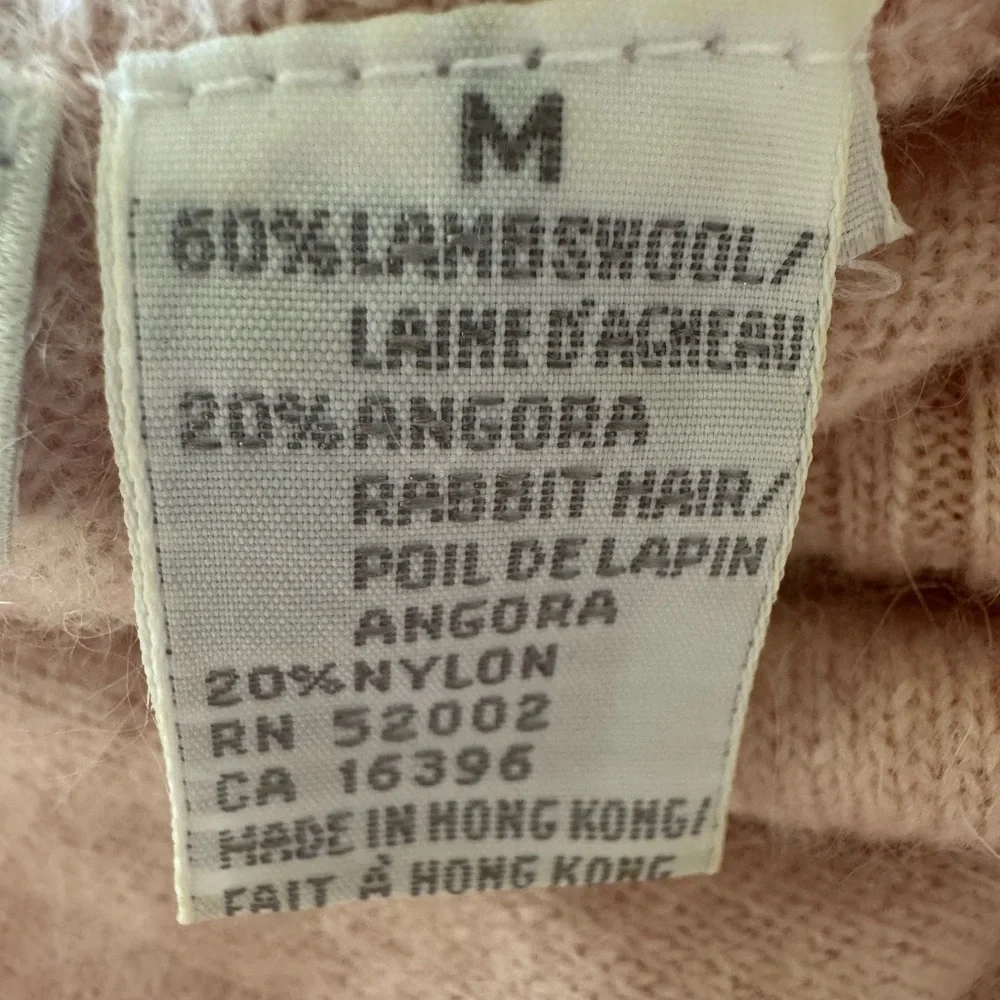 M
60% LAMBSWOOL/
LAINE D'AGNEAU
20% ANGORA
RABBIT HAIR/
POIL DE LAPIN
ANGORA
20% NYLON
RN 52002
CA 16396
MADE IN HONG KONG/
FAIT À HONG KONG